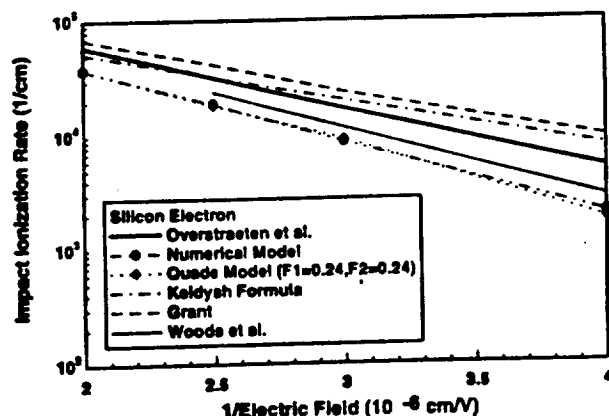 10⁵
10⁴
10³
10²
Impact Ionization Rate (1/cm)
Silicon Electron
Overstraeten et al.
Numerical Model
Quade Model (F1=0.24,F2=0.24)
Keldysh Formula
Grant
Woods et al.
2
2.5
3
3.5
4
1/Electric Field (10 ⁻⁶ cm/V)